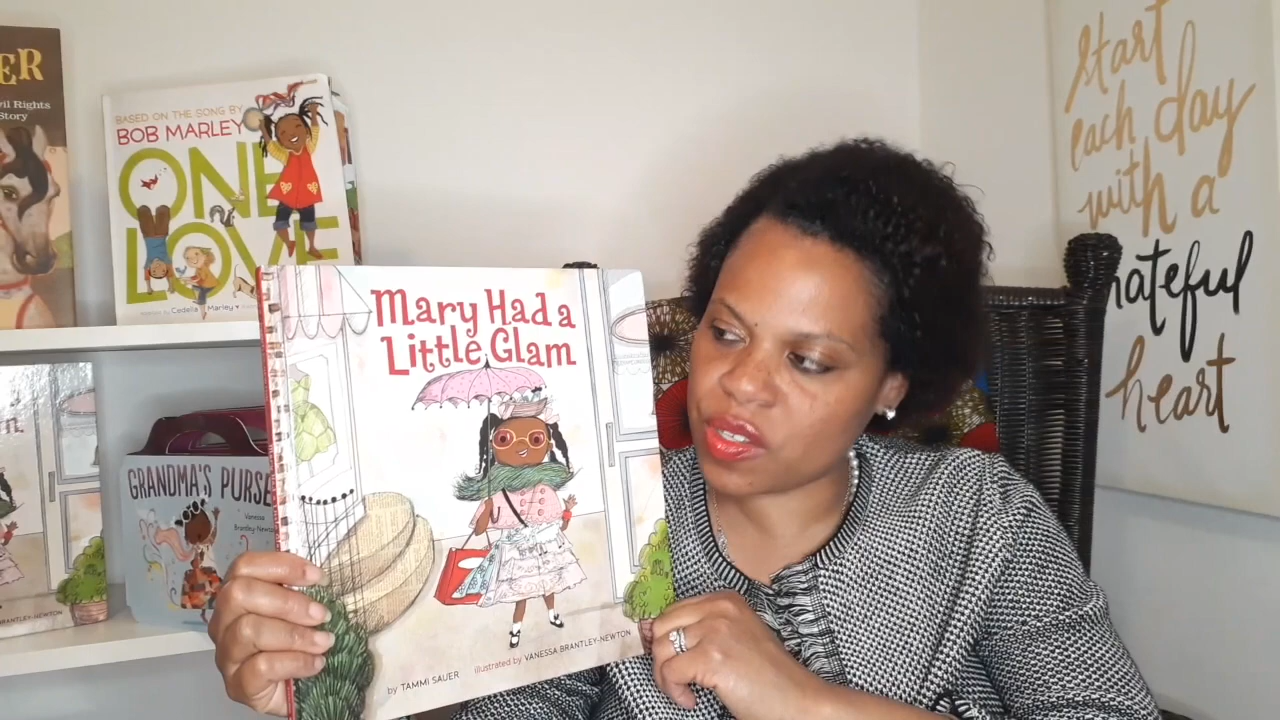 ER
vil Rights
Story
BASED ON THE SONG BY
BOB MARLEY
ONE
LOVE
Cedella Marley
Mary Had a
Little Glam
by TAMMI SAUER illustrated by VANESSA BRANTLEY-NEWTON
GRANDMA'S PURSE
Vanessa
Brantley-Newton
BRANTLEY-NEWTON
start
each day
with a
rateful
heart